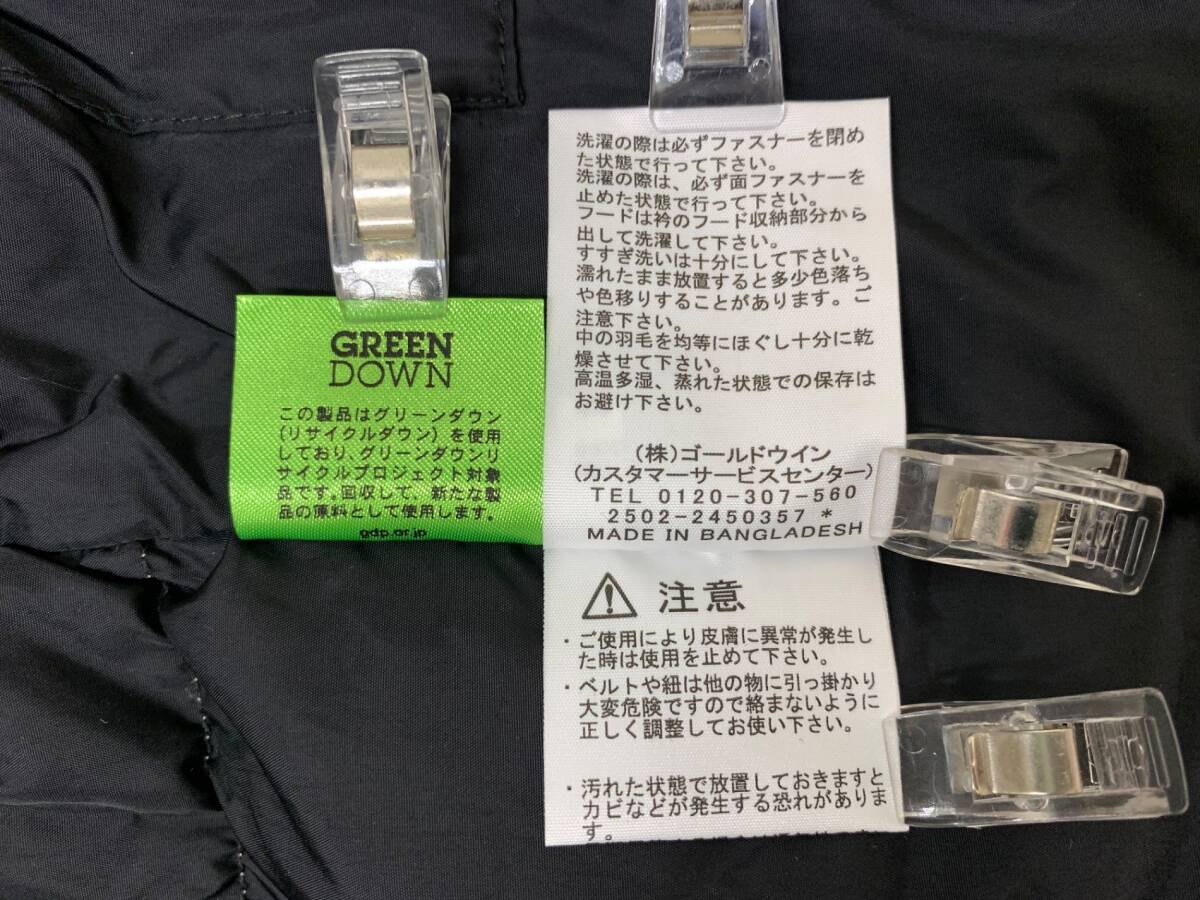 GREEN
DOWN
この製品はグリーンダウン
(リサイクルダウン)を使用
しており、グリーンダウンリ
サイクルプロジェクト対象
品です。回収して、新たな製
品の原料として使用します。
gdp.or.jp
洗濯の際は必ずファスナーを閉め
た状態で行って下さい。
洗濯の際は、必ず面ファスナーを
止めた状態で行って下さい。
フードは衿のフード収納部分から
出して洗濯して下さい。
すすぎ洗いは十分にして下さい。
濡れたまま放置すると多少色落ち
や色移りすることがあります。ご
注意下さい。
中の羽毛を均等にほぐし十分に乾
燥させて下さい。
高温多湿、蒸れた状態での保存は
お避け下さい。
(株)ゴールドウイン
(カスタマーサービスセンター)
TEL 0120-307-560
2502-2450357 *
MADE IN BANGLADESH
注意
・ご使用により皮膚に異常が発生し
た時は使用を止めて下さい。
・ベルトや紐は他の物に引っ掛かり
大変危険ですので絡まないように
正しく調整してお使い下さい。
・汚れた状態で放置しておきますと
カビなどが発生する恐れがありま
す。